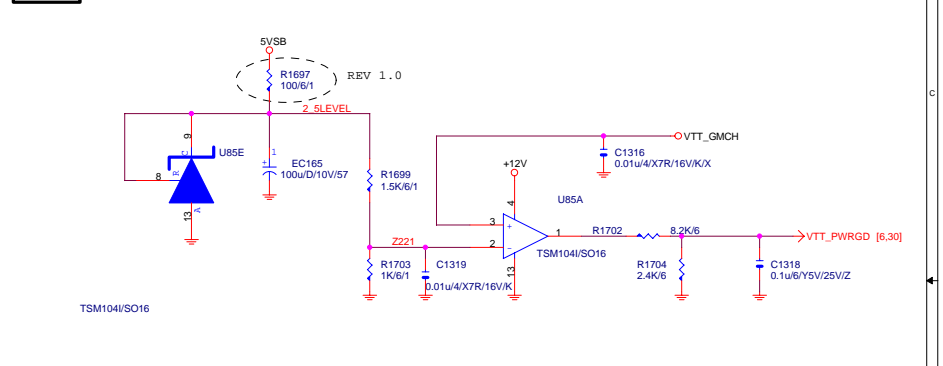 5VSB
R1697
100/6/1
REV 1.0
2_5LEVEL
9
C
U85E
8
R
A
13
1
+
EC165
100u/D/10V/57
R1699
1.5K/6/1
VTT_GMCH
C1316
0.01u/4/X7R/16V/K/X
C
+12V
4
U85A
3
+
1
R1702
8.2K/6
VTT_PWRGD [6,30]
Z221
2
-
TSM104I/SO16
13
R1703
1K/6/1
C1319
0.01u/4/X7R/16V/K
R1704
2.4K/6
C1318
0.1u/6/Y5V/25V/Z
TSM104I/SO16